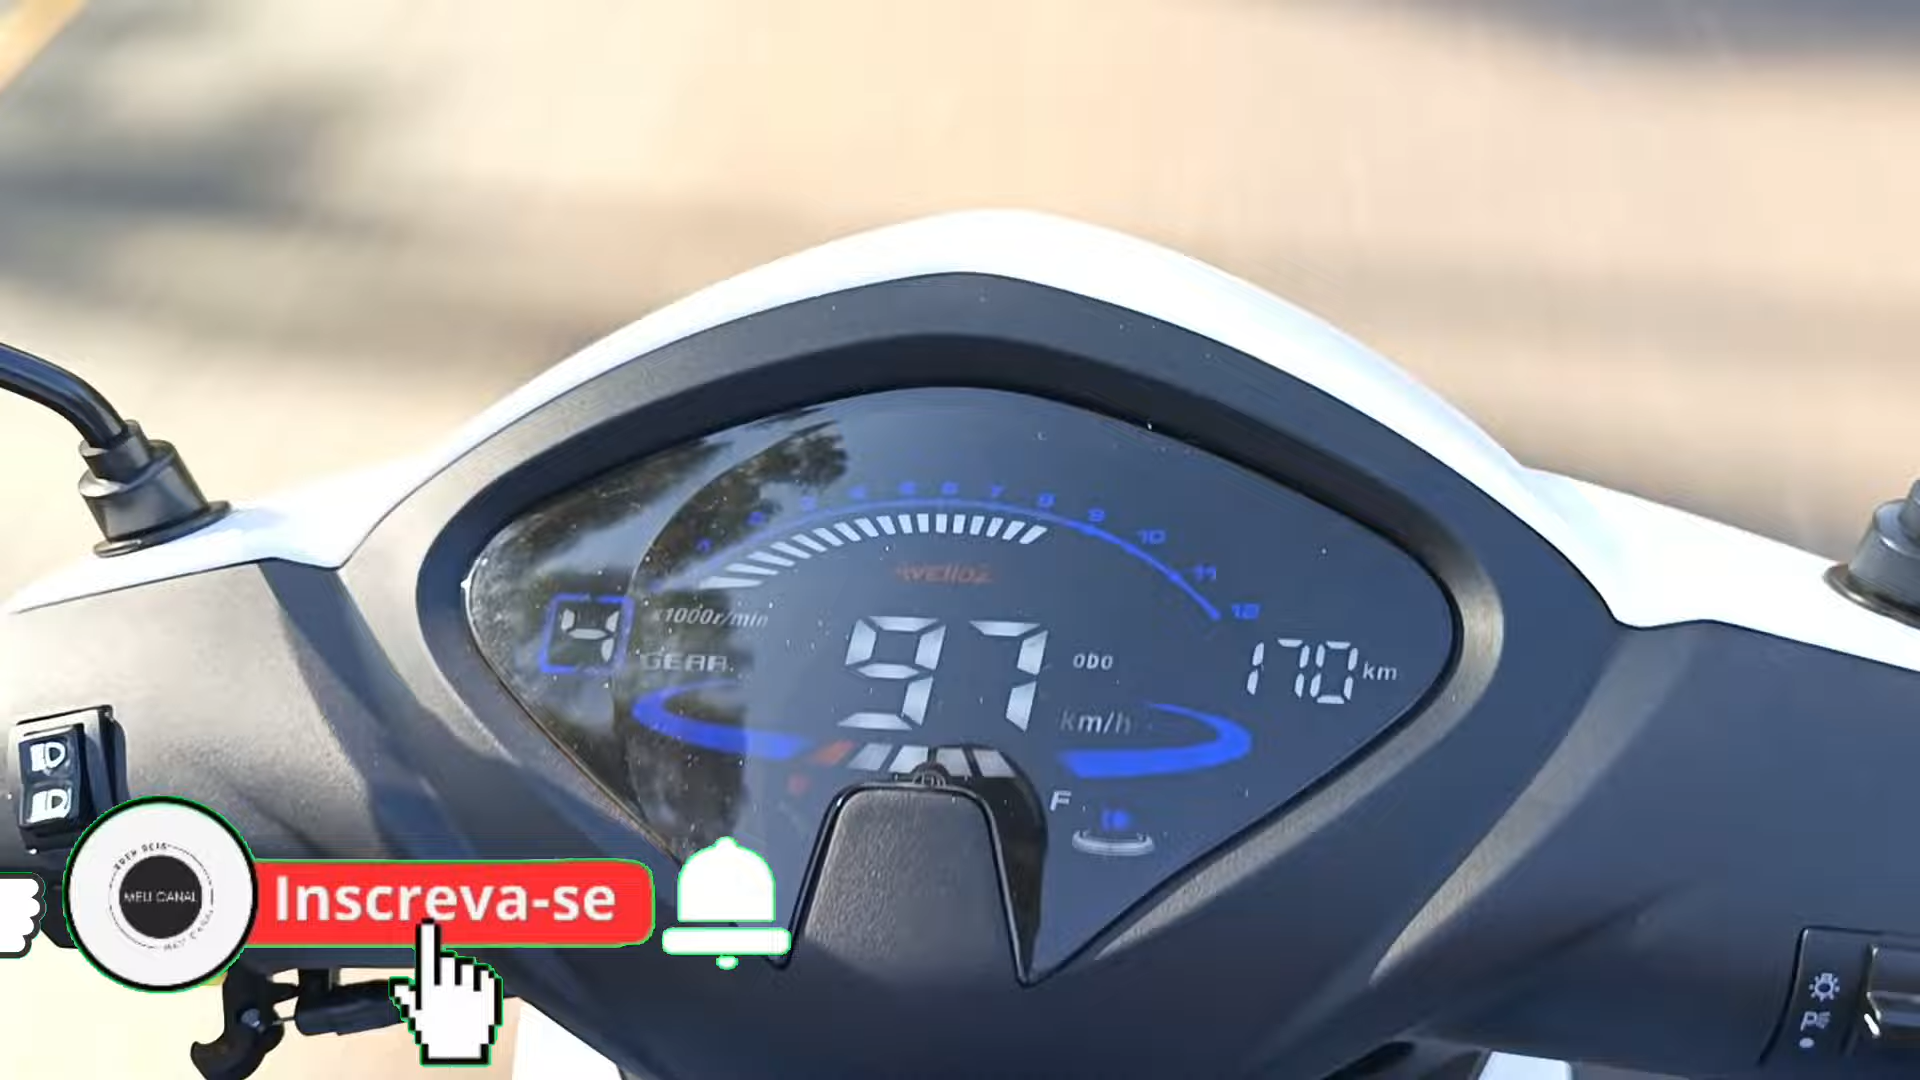 1 2 3 4 5 6 7 8 9 10 11 12
VEllOZ
4
x1000r/min
GEAR
97
ODO
170 km
km/h
F
MEU CANAL
Inscreva-se